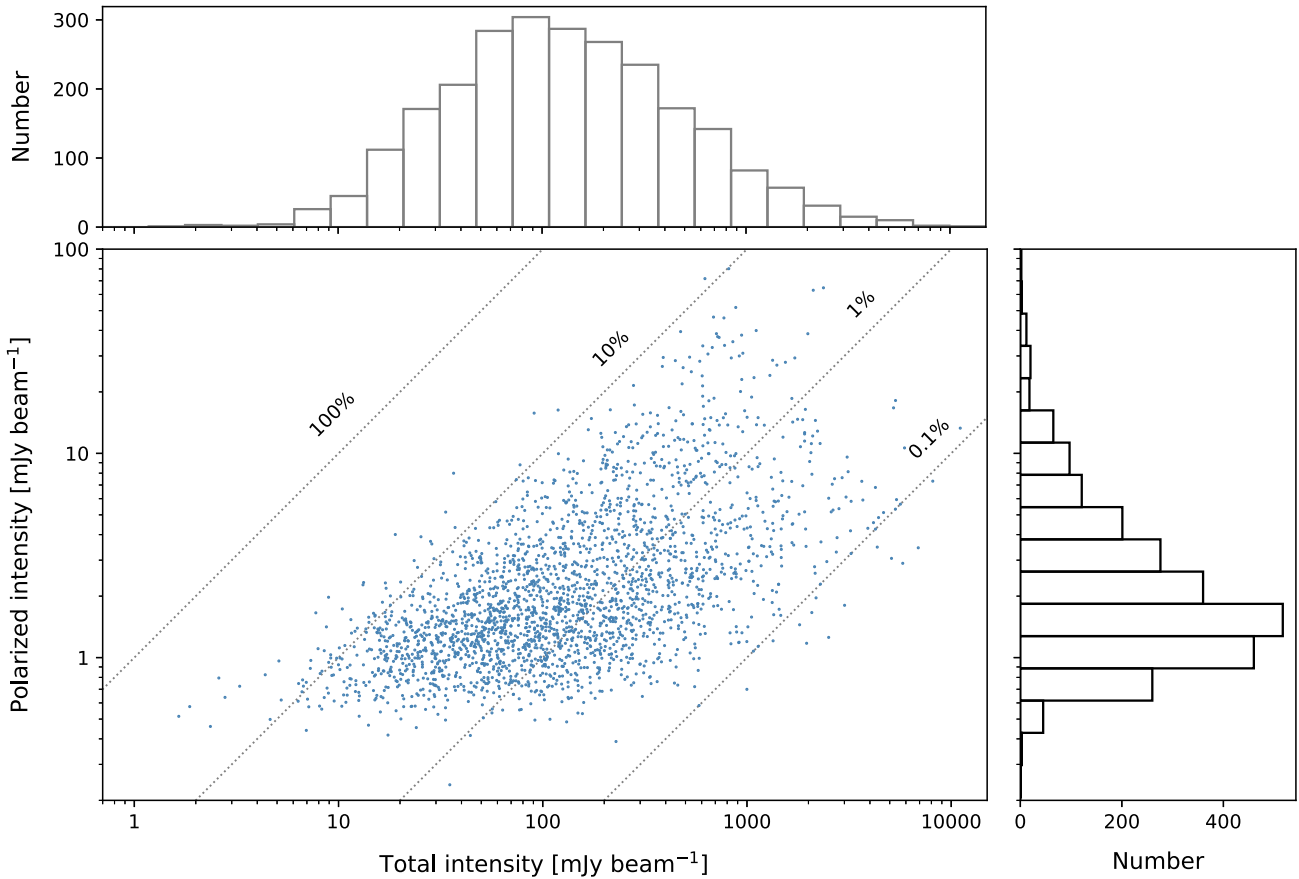 300
200
100
0
Number
100
10
1
Polarized intensity [mJy beam⁻¹]
100%
10%
1%
0.1%
1 10 100 1000 10000
Total intensity [mJy beam⁻¹]
0 200 400
Number